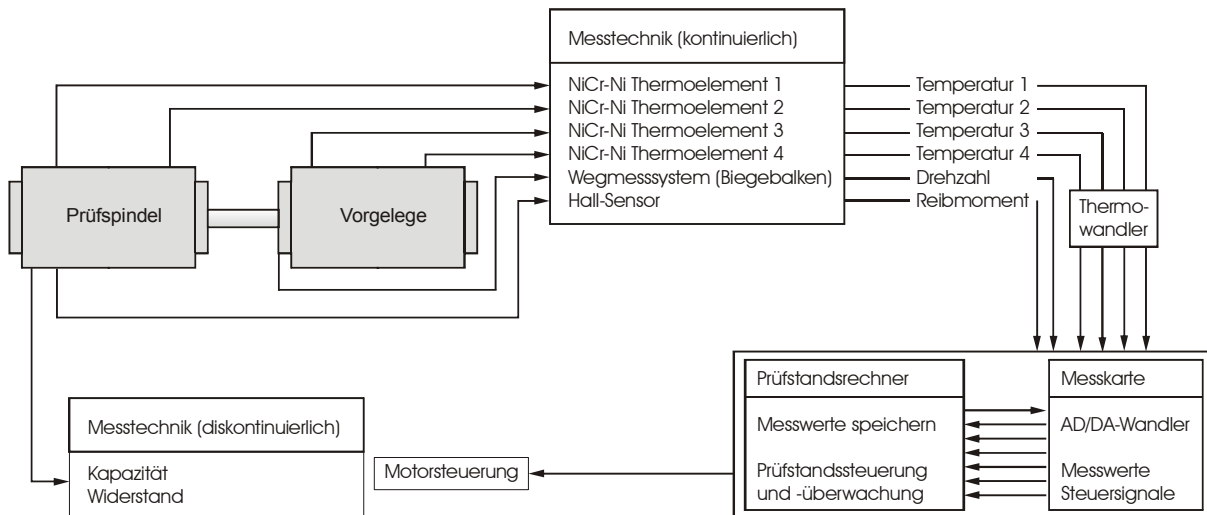 Messtechnik (kontinuierlich)
NiCr-Ni Thermoelement 1
NiCr-Ni Thermoelement 2
NiCr-Ni Thermoelement 3
NiCr-Ni Thermoelement 4
Wegmesssystem (Biegebalken)
Hall-Sensor
Temperatur 1
Temperatur 2
Temperatur 3
Temperatur 4
Drehzahl
Reibmoment
Thermo-
wandler
Prüfspindel
Vorgelege
Prüfstandsrechner
Messwerte speichern
Prüfstandssteuerung
und -überwachung
Messkarte
AD/DA-Wandler
Messwerte
Steuersignale
Messtechnik (diskontinuierlich)
Kapazität
Widerstand
Motorsteuerung